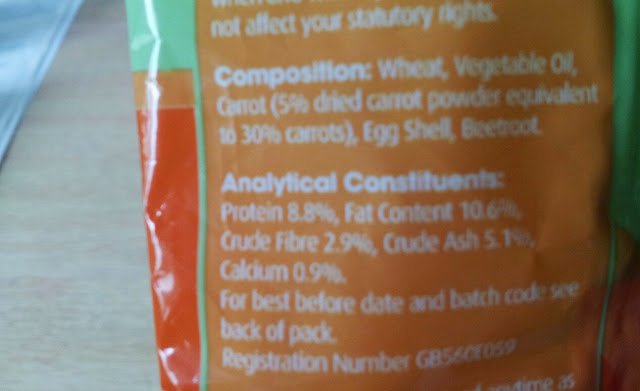 not affect your statutory rights.
Composition: Wheat, Vegetable Oil,
Carrot (5% dried carrot powder equivalent
to 30% carrots), Egg Shell, Beetroot.
Analytical Constituents:
Protein 8.8%, Fat Content 10.6%,
Crude Fibre 2.9%, Crude Ash 5.1%,
Calcium 0.9%.
For best before date and batch code see
back of pack.
Registration Number
anytime as